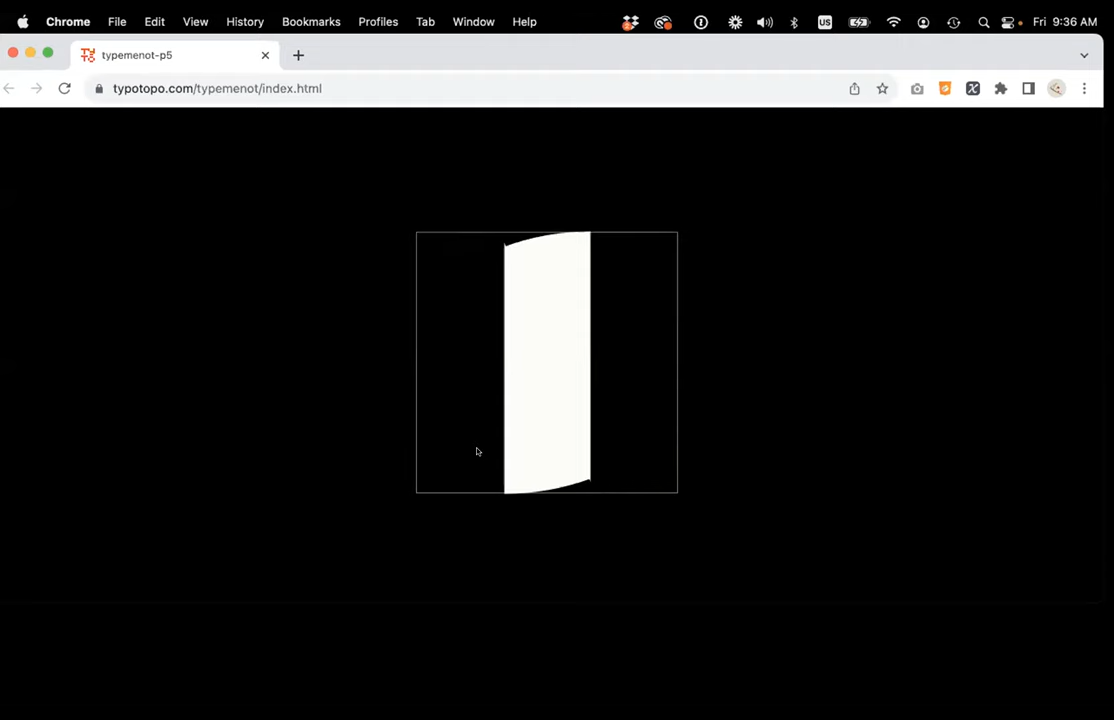 Chrome File Edit View History Bookmarks Profiles Tab Window Help US Fri 9:36 AM
typemenot-p5
typotopo.com/typemenot/index.html